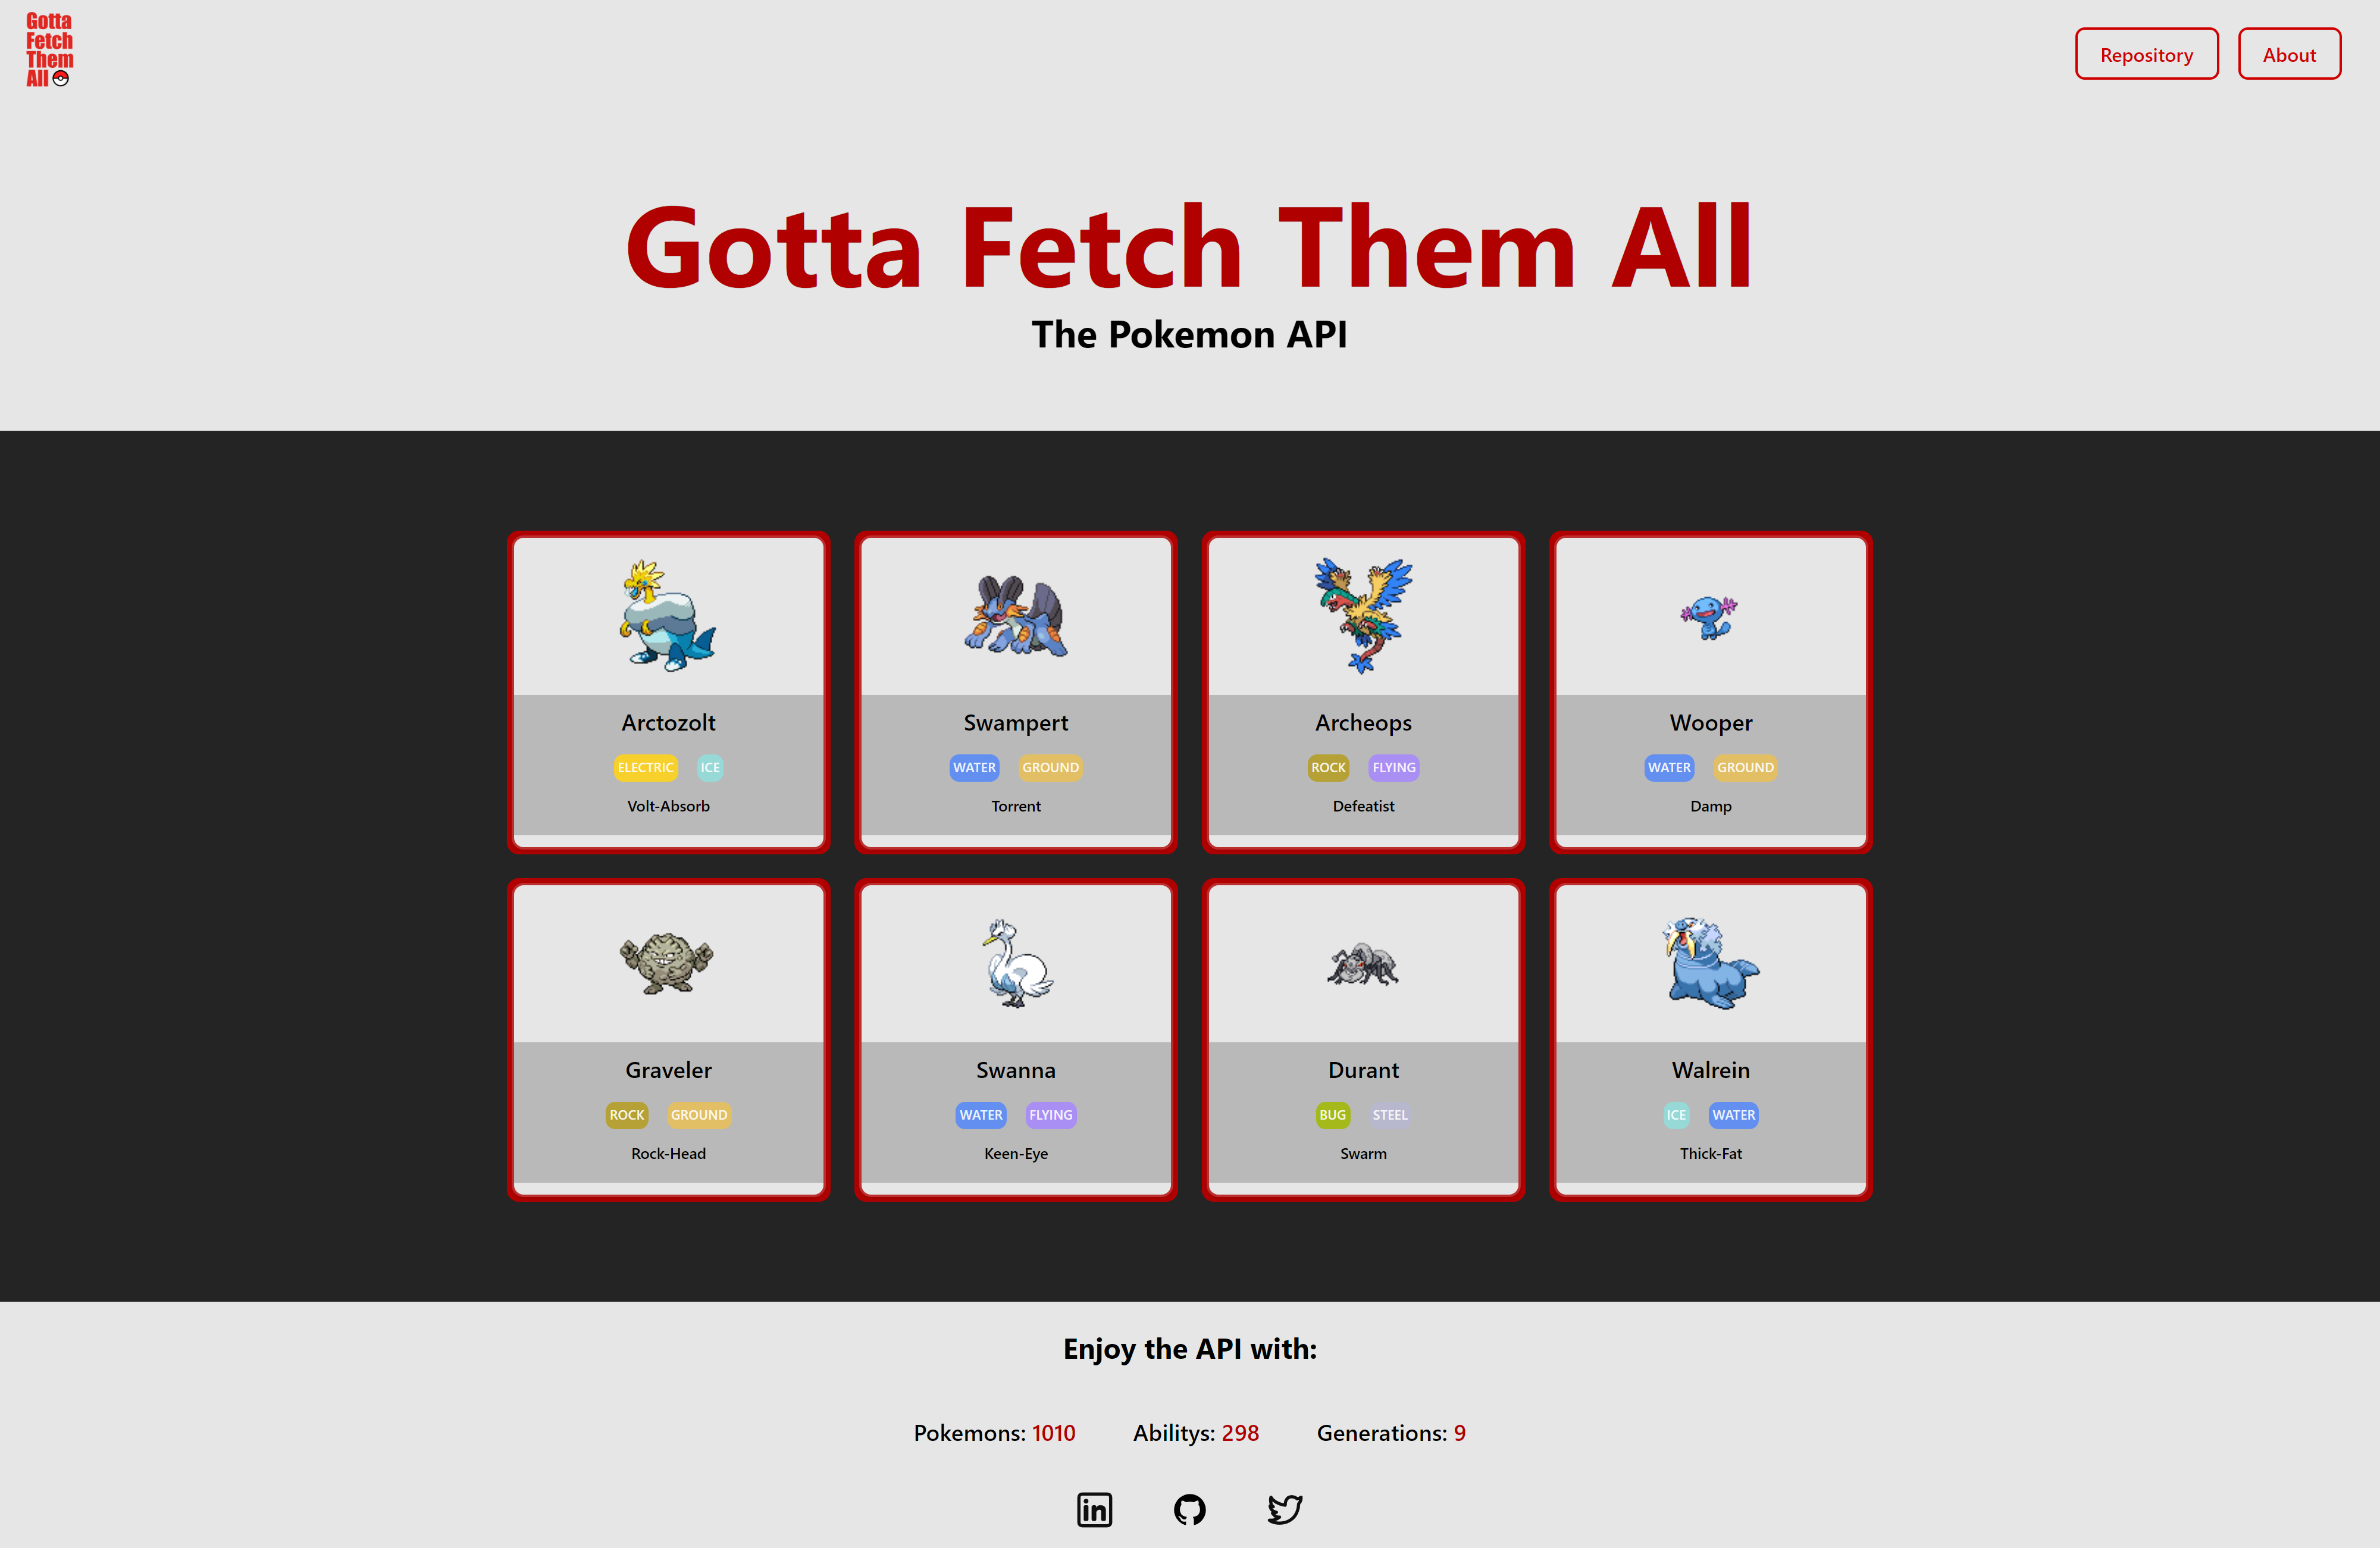 Gotta
Fetch
Them
All
Repository
About
Gotta Fetch Them All
The Pokemon API
Arctozolt
ELECTRIC ICE
Volt-Absorb
Swampert
WATER GROUND
Torrent
Archeops
ROCK FLYING
Defeatist
Wooper
WATER GROUND
Damp
Graveler
ROCK GROUND
Rock-Head
Swanna
WATER FLYING
Keen-Eye
Durant
BUG STEEL
Swarm
Walrein
ICE WATER
Thick-Fat
Enjoy the API with:
Pokemons: 1010
Abilitys: 298
Generations: 9
in